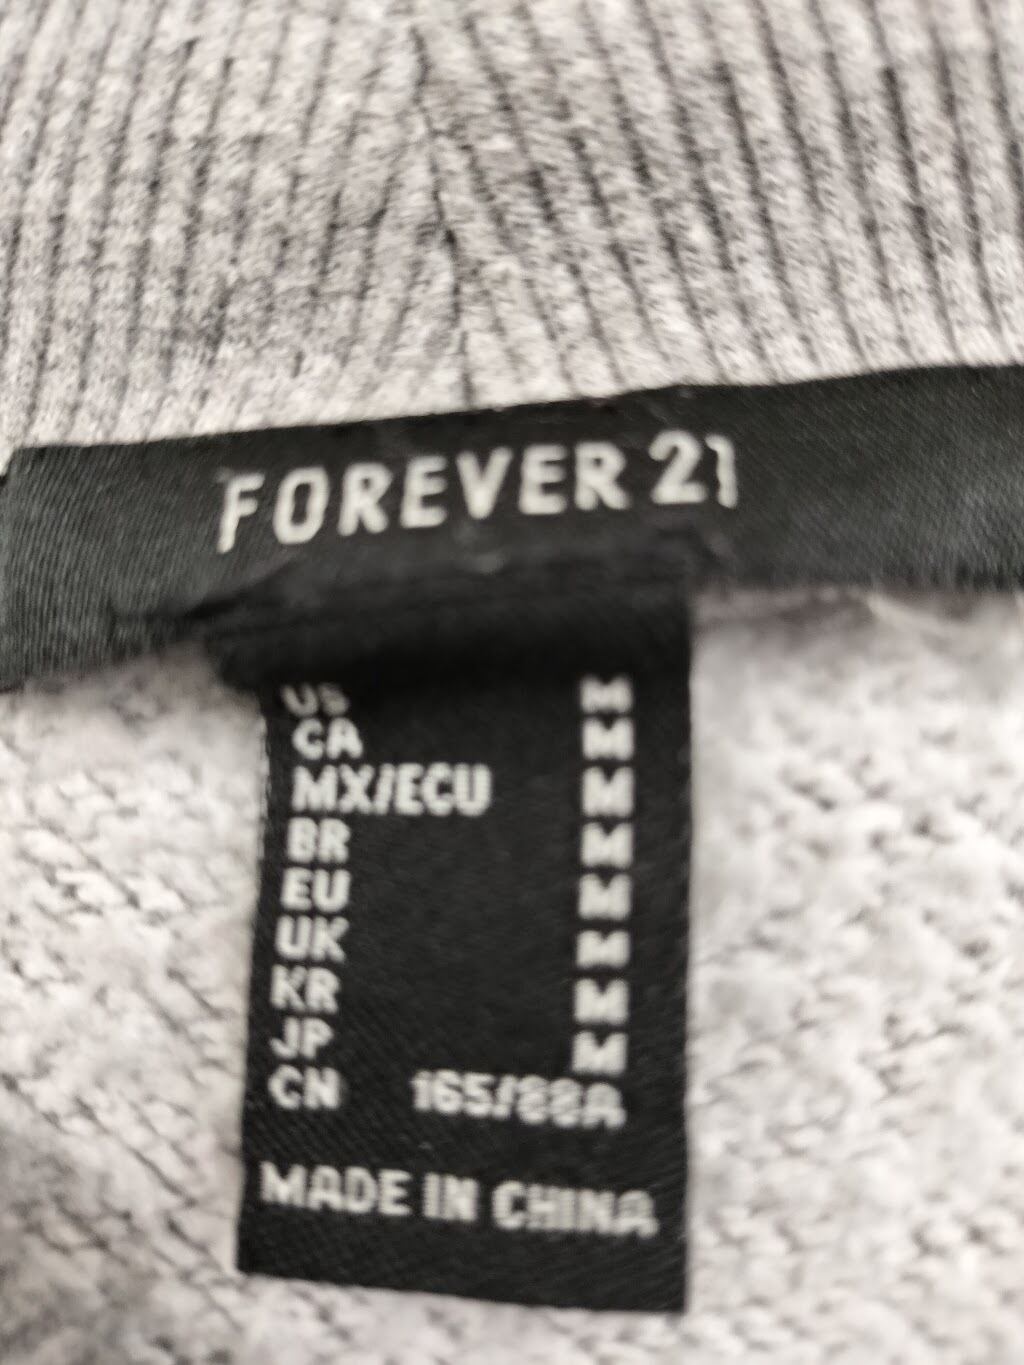 FOREVER 21
US M
CA M
MX/ECU M
BR M
EU M
UK M
KR M
JP M
CN 165/88A
MADE IN CHINA